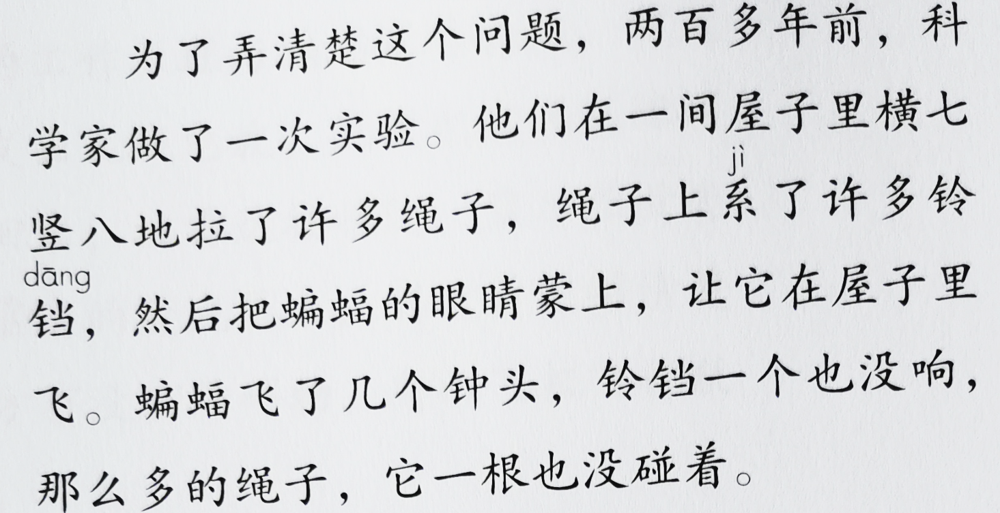 为了弄清楚这个问题，两百多年前，科
学家做了一次实验。他们在一间屋子里横七
jì
竖八地拉了许多绳子，绳子上系了许多铃
dāng
铛，然后把蝙蝠的眼睛蒙上，让它在屋子里
飞。蝙蝠飞了几个钟头，铃铛一个也没响，
那么多的绳子，它一根也没碰着。